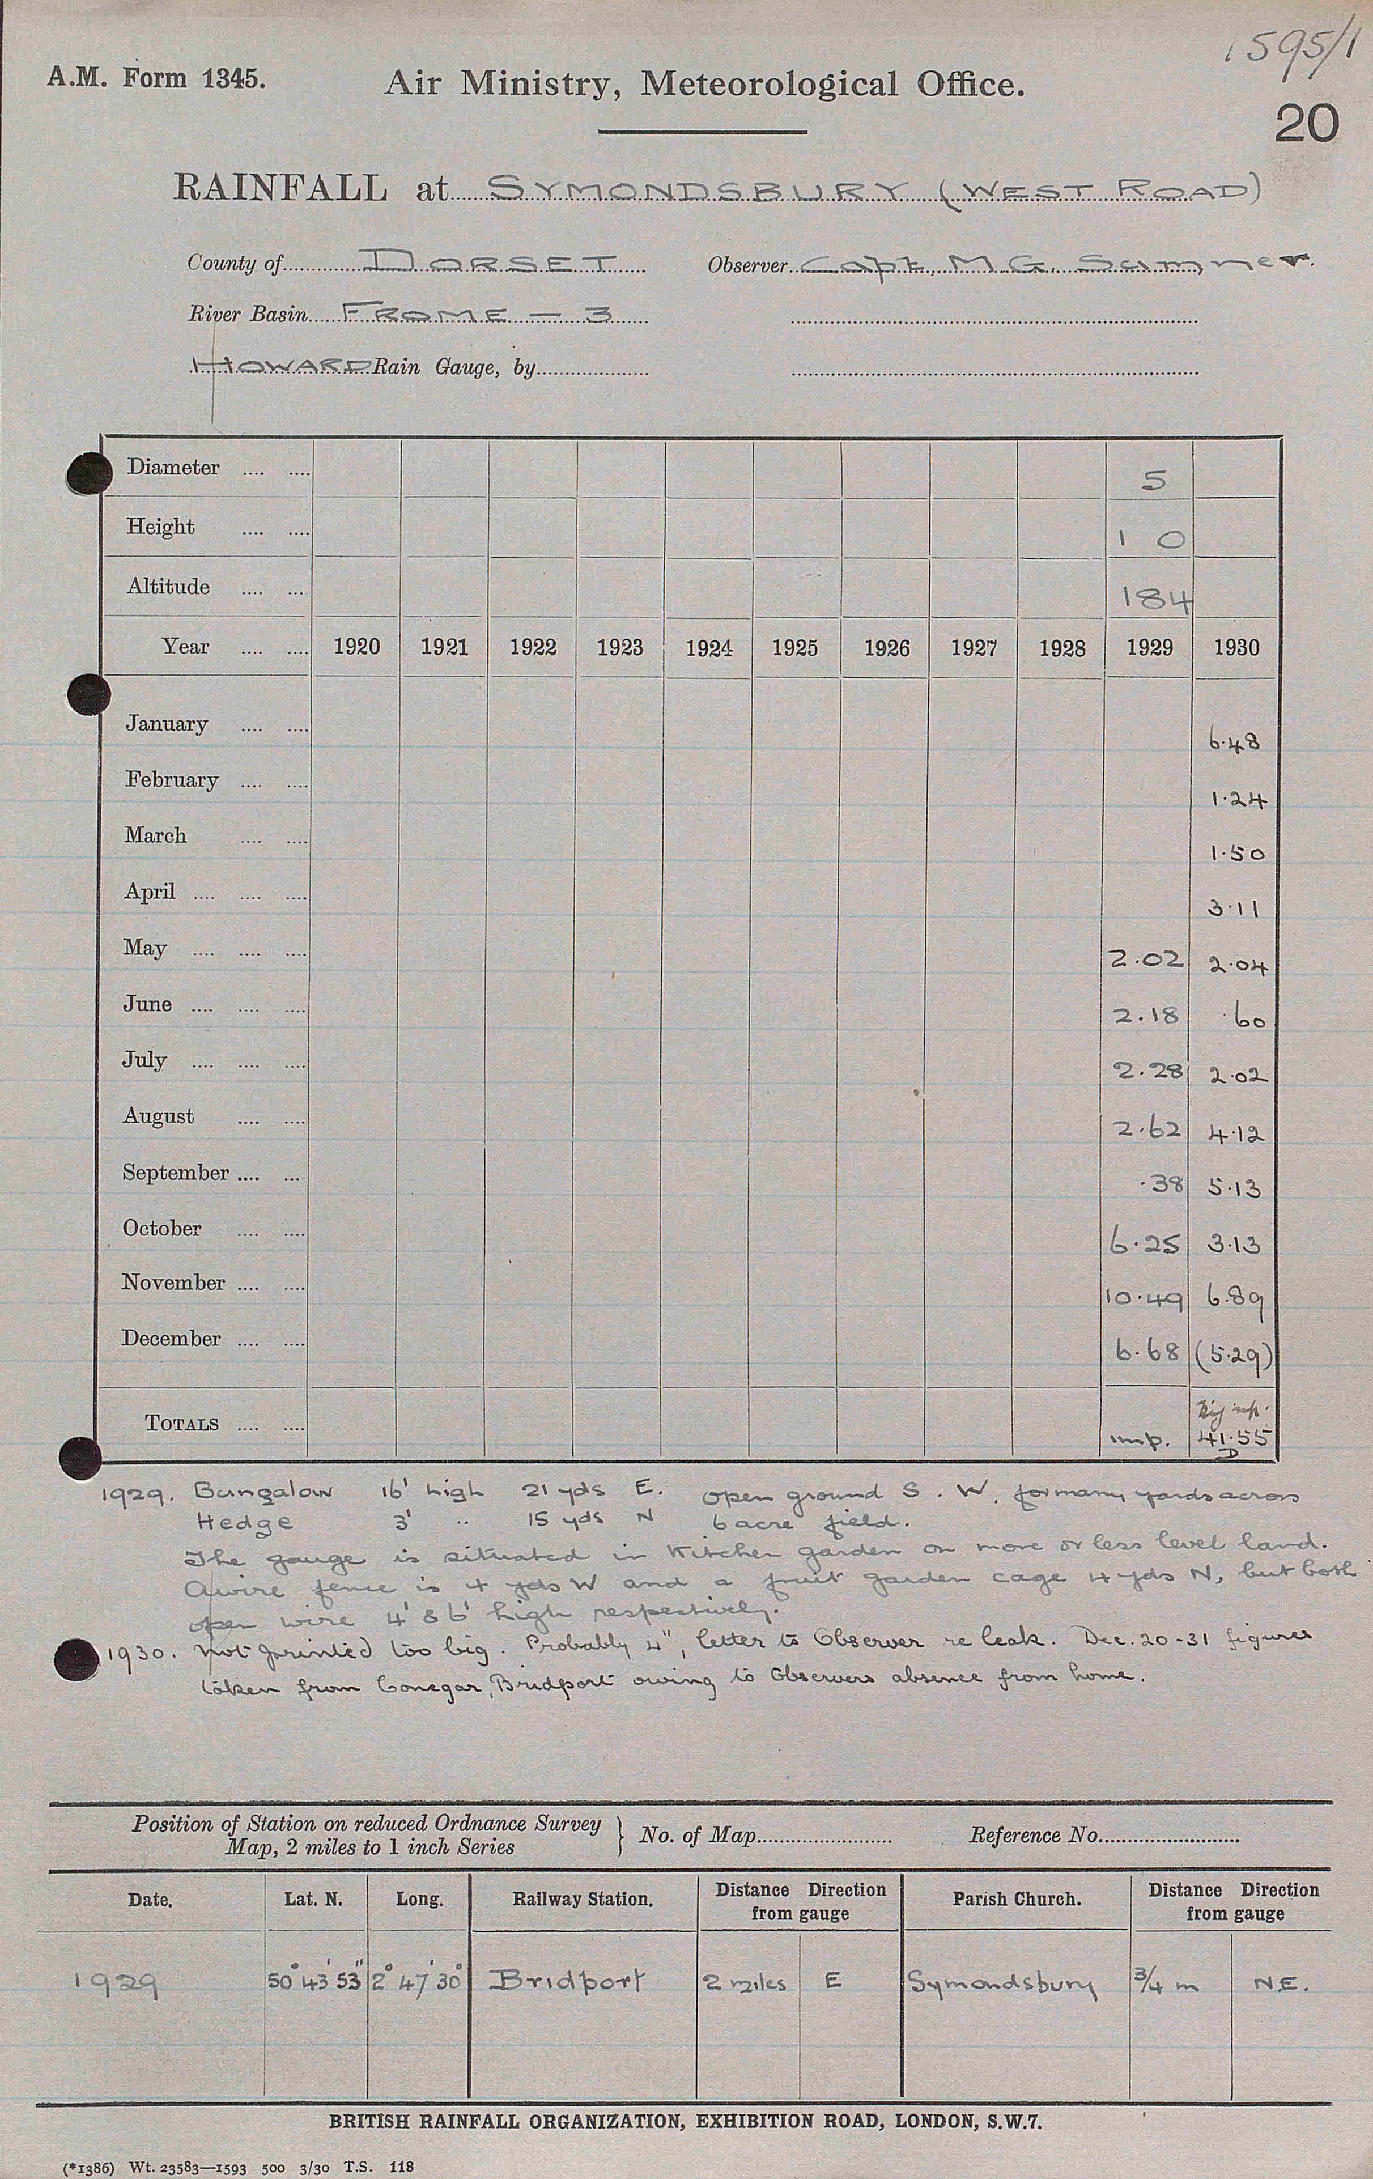 1595/1
A.M. Form 1345. Air Ministry, Meteorological Office.
20
RAINFALL at SYMONDSBURY (WEST ROAD)
County of DORSET Observer Capt. M. G. Summer.
River Basin FROME — 3
HOWARD Rain Gauge, by
Diameter 5
Height 1 0
Altitude 184
Year 1920 1921 1922 1923 1924 1925 1926 1927 1928 1929 1930
January 6.48
February 1.24
March 1.50
April 3.11
May 2.02 2.04
June 2.18 .60
July 2.28 2.02
August 2.62 4.12
September .38 5.13
October 6.25 3.13
November 10.49 6.89
December 6.68 (5.29)
TOTALS imp. 41.55
D
1929. Bungalow 16' high 21 yds E. open ground S. W. for many yards across
Hedge 3' " 15 yds N 6 acre field.
The gauge is situated in Kitchen garden on more or less level land.
A wire fence is 4 yds W and a fruit garden cage 14 yds N, but both
open wire 4' & 6' high respectively.
1930. Not printed too big. Probably 4", letter to Observer re leak. Dec. 20-31 figures
taken from Conegar, Bridport owing to Observers absence from home.
Position of Station on reduced Ordnance Survey Map, 2 miles to 1 inch Series } No. of Map Reference No.
Date. Lat. N. Long. Railway Station. Distance Direction from gauge Parish Church. Distance Direction from gauge
1929 50° 43' 53" 2° 47' 30" Bridport 2 miles E Symondsbury 3/4 m N.E.
BRITISH RAINFALL ORGANIZATION, EXHIBITION ROAD, LONDON, S.W.7.
(*1386) Wt. 23583—1593 500 3/30 T.S. 118